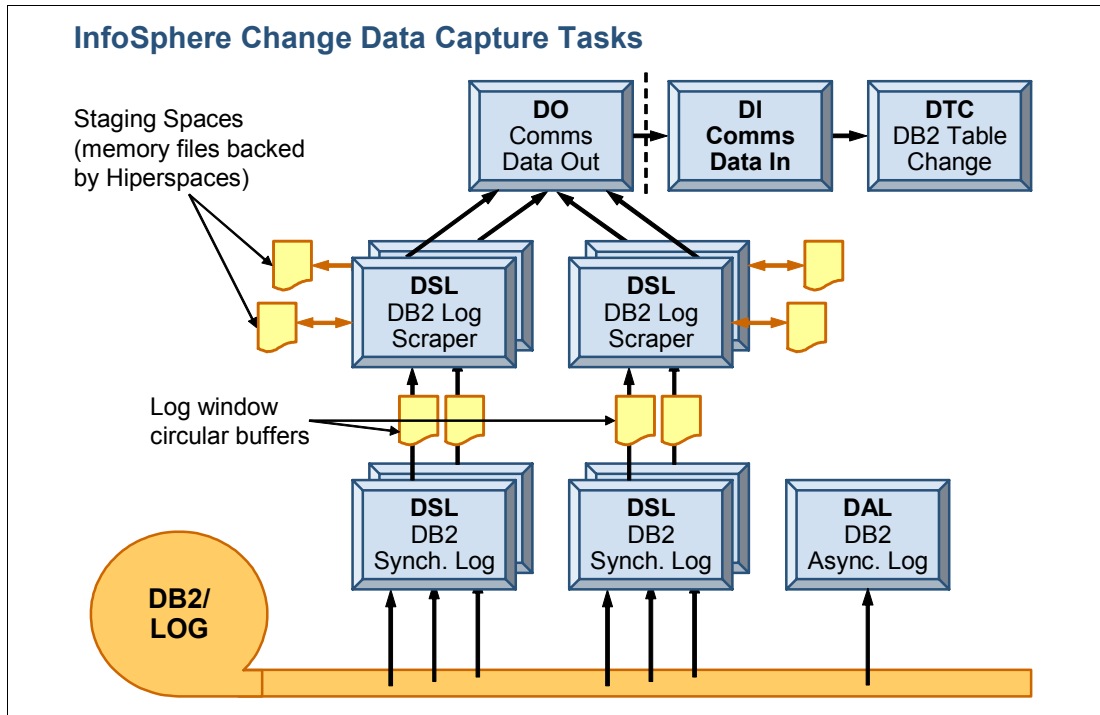 InfoSphere Change Data Capture Tasks
Staging Spaces
(memory files backed
by Hiperspaces)
DO
Comms
Data Out
DI
Comms
Data In
DTC
DB2 Table
Change
DSL
DB2 Log
Scraper
DSL
DB2 Log
Scraper
Log window
circular buffers
DSL
DB2
Synch. Log
DSL
DB2
Synch. Log
DAL
DB2
Async. Log
DB2/
LOG